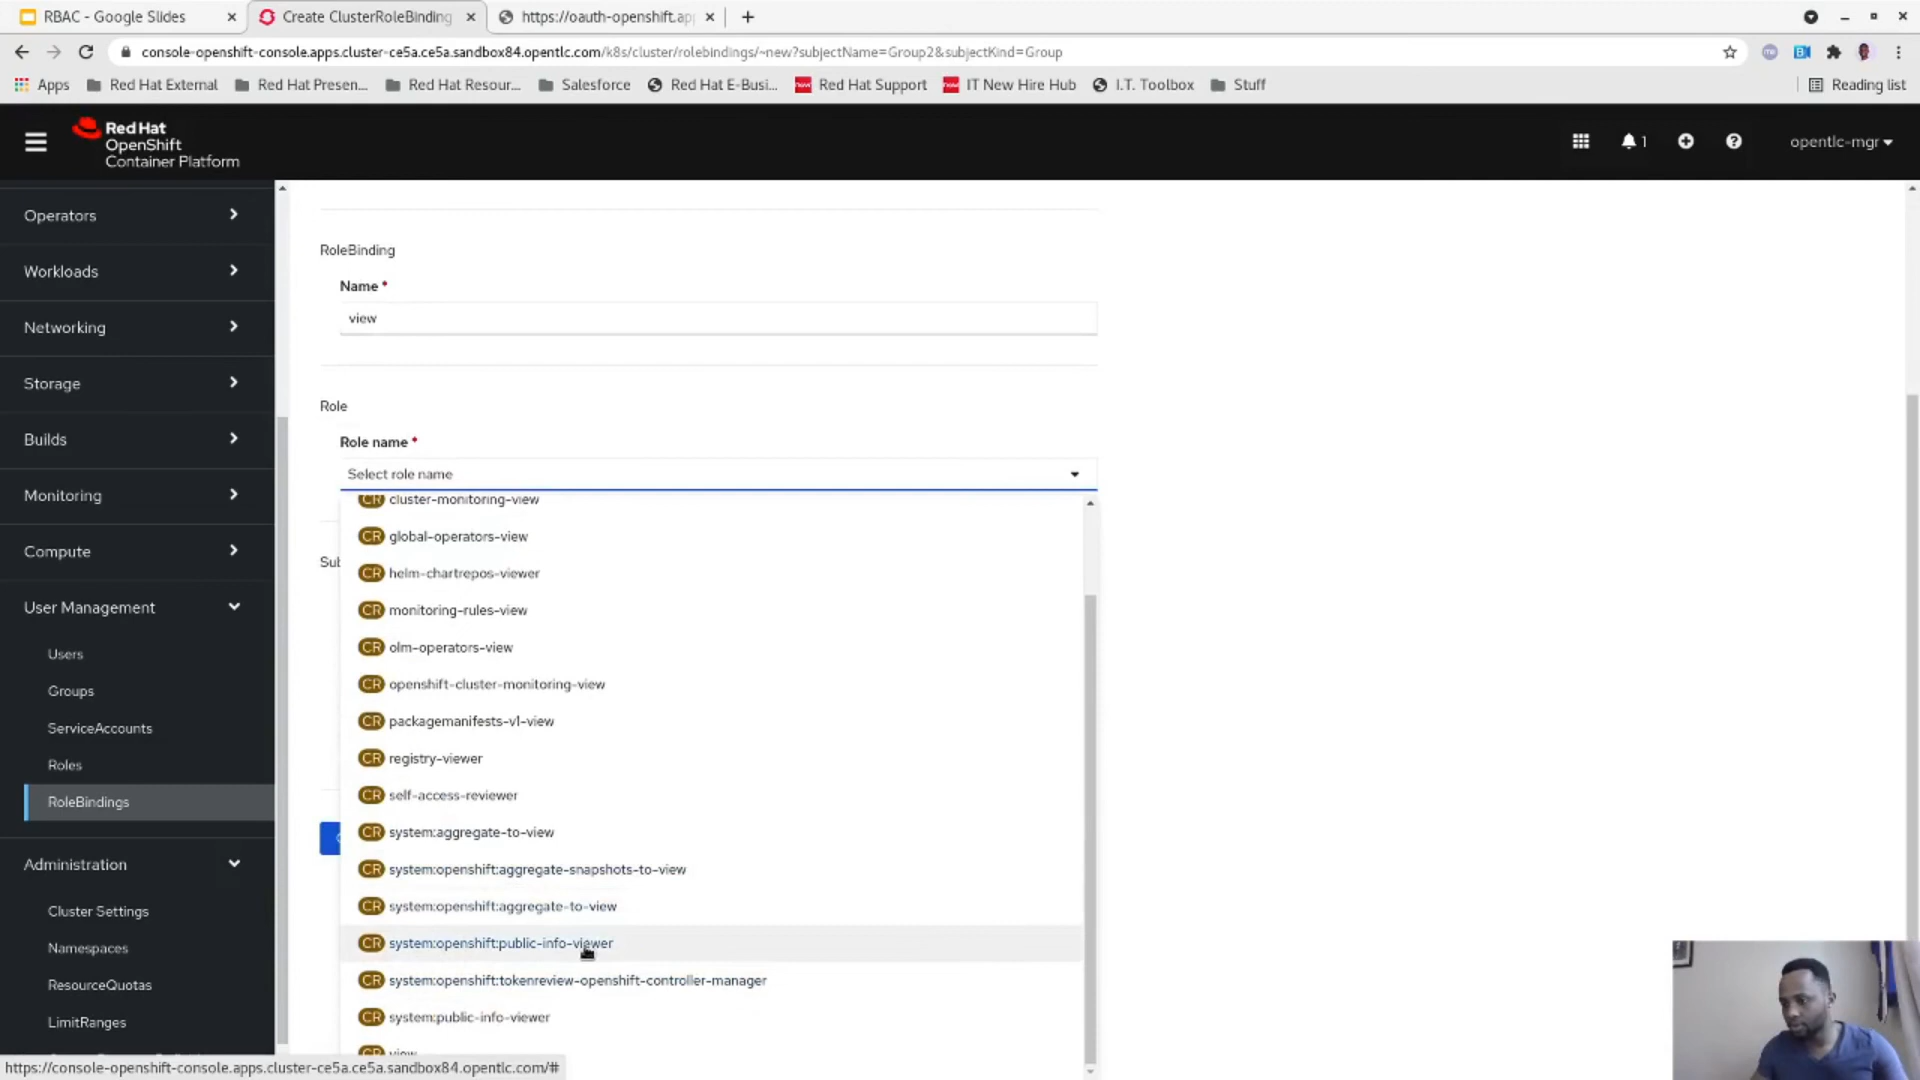 RBAC - Google Slides
Create ClusterRoleBinding
https://oauth-openshift.ap
console-openshift-console.apps.cluster-ce5a.ce5a.sandbox84.opentlc.com/k8s/cluster/rolebindings/~new?subjectName=Group2&subjectKind=Group
Apps
Red Hat External
Red Hat Presen...
Red Hat Resour...
Salesforce
Red Hat E-Busi...
Red Hat Support
IT New Hire Hub
I.T. Toolbox
Stuff
Reading list
Red Hat
OpenShift
Container Platform
1
opentlc-mgr
Operators
Workloads
Networking
Storage
Builds
Monitoring
Compute
User Management
Users
Groups
ServiceAccounts
Roles
RoleBindings
Administration
Cluster Settings
Namespaces
ResourceQuotas
LimitRanges
RoleBinding
Name *
view
Role
Role name *
Select role name
CR cluster-monitoring-view
CR global-operators-view
CR helm-chartrepos-viewer
CR monitoring-rules-view
CR olm-operators-view
CR openshift-cluster-monitoring-view
CR packagemanifests-v1-view
CR registry-viewer
CR self-access-reviewer
CR system:aggregate-to-view
CR system:openshift:aggregate-snapshots-to-view
CR system:openshift:aggregate-to-view
CR system:openshift:public-info-viewer
CR system:openshift:tokenreview-openshift-controller-manager
CR system:public-info-viewer
CR view
Sub
https://console-openshift-console.apps.cluster-ce5a.ce5a.sandbox84.opentlc.com/#